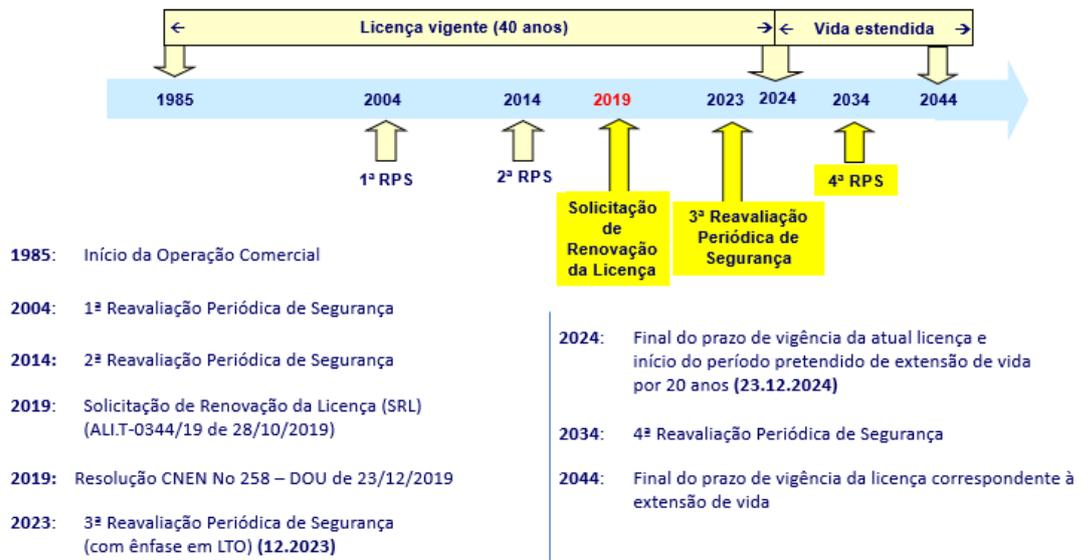 ← Licença vigente (40 anos) →
← Vida estendida →
1985 2004 2014 2019 2023 2024 2034 2044
1ª RPS
2ª RPS
4ª RPS
Solicitação
de
Renovação
da Licença
3ª Reavaliação
Periódica de
Segurança
1985: Início da Operação Comercial
2004: 1ª Reavaliação Periódica de Segurança
2014: 2ª Reavaliação Periódica de Segurança
2019: Solicitação de Renovação da Licença (SRL)
(ALI.T-0344/19 de 28/10/2019)
2019: Resolução CNEN No 258 – DOU de 23/12/2019
2023: 3ª Reavaliação Periódica de Segurança
(com ênfase em LTO) (12.2023)
2024: Final do prazo de vigência da atual licença e
início do período pretendido de extensão de vida
por 20 anos (23.12.2024)
2034: 4ª Reavaliação Periódica de Segurança
2044: Final do prazo de vigência da licença correspondente à
extensão de vida